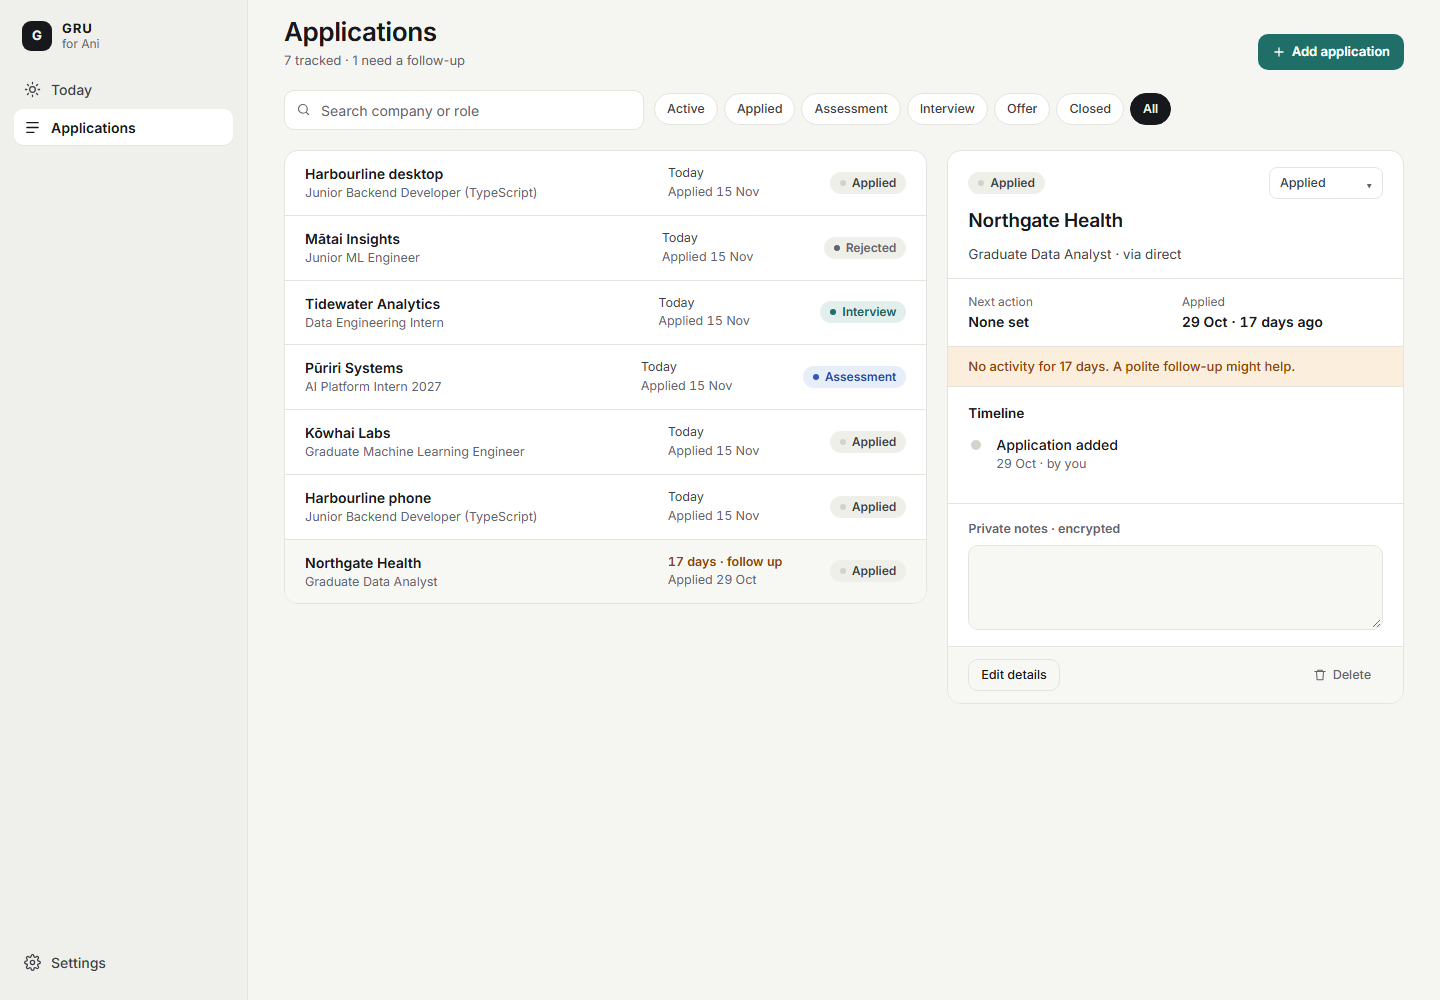 G
GRU
for Ani
Today
Applications
Settings
Applications
7 tracked · 1 need a follow-up
+ Add application
Search company or role
Active
Applied
Assessment
Interview
Offer
Closed
All
Harbourline desktop
Junior Backend Developer (TypeScript)
Today
Applied 15 Nov
Applied
Mātai Insights
Junior ML Engineer
Today
Applied 15 Nov
Rejected
Tidewater Analytics
Data Engineering Intern
Today
Applied 15 Nov
Interview
Pūriri Systems
AI Platform Intern 2027
Today
Applied 15 Nov
Assessment
Kōwhai Labs
Graduate Machine Learning Engineer
Today
Applied 15 Nov
Applied
Harbourline phone
Junior Backend Developer (TypeScript)
Today
Applied 15 Nov
Applied
Northgate Health
Graduate Data Analyst
17 days · follow up
Applied 29 Oct
Applied
Applied
Applied
Northgate Health
Graduate Data Analyst · via direct
Next action
None set
Applied
29 Oct · 17 days ago
No activity for 17 days. A polite follow-up might help.
Timeline
Application added
29 Oct · by you
Private notes · encrypted
Edit details
Delete